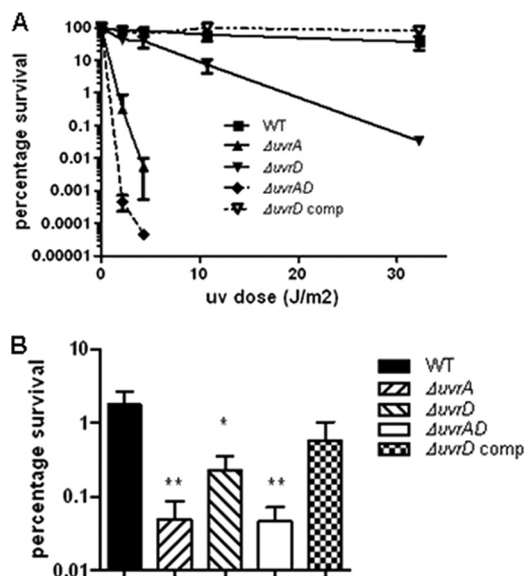 A
percentage survival
100
10
1
0.1
0.01
0.001
0.0001
0.00001
0
10
20
30
uv dose (J/m2)
WT
ΔuvrA
ΔuvrD
ΔuvrAD
ΔuvrD comp
B
percentage survival
10
1
0.1
0.01
**
*
**
WT
ΔuvrA
ΔuvrD
ΔuvrAD
ΔuvrD comp